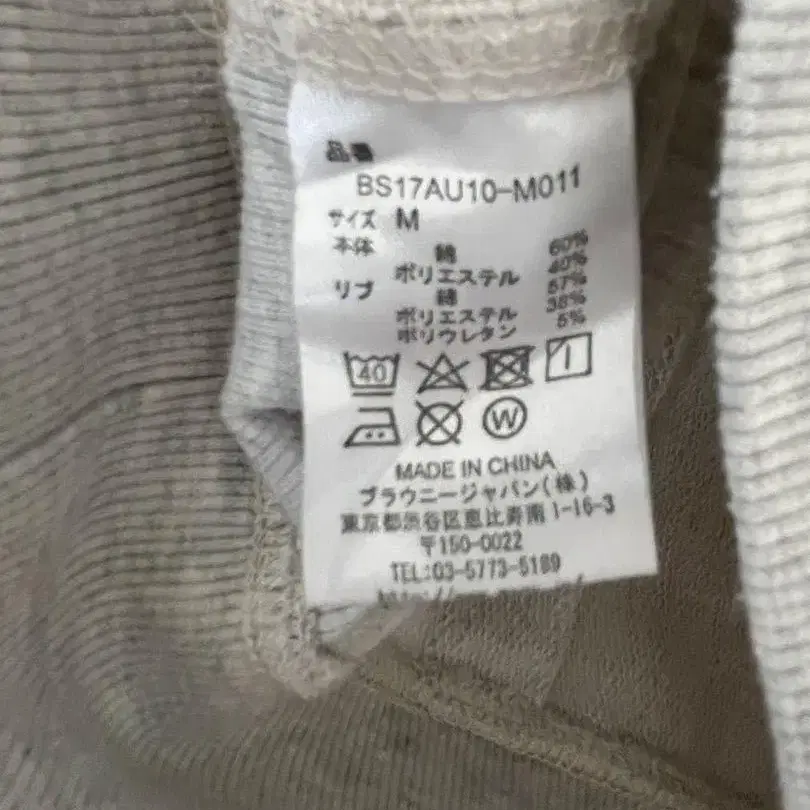 品番
BS17AU10-M011
サイズ M
本体 綿 60%
ポリエステル 40%
リブ 綿 57%
ポリエステル 38%
ポリウレタン 5%
40
W
MADE IN CHINA
ブラウニージャパン(株)
東京都渋谷区恵比寿南1-16-3
〒150-0022
TEL:03-5773-5189